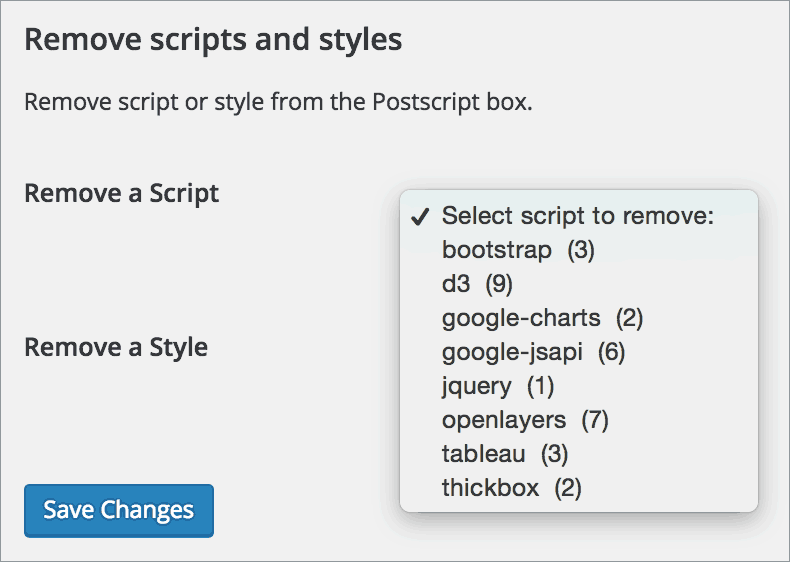 Remove scripts and styles
Remove script or style from the Postscript box.
Remove a Script
✓ Select script to remove:
bootstrap (3)
d3 (9)
google-charts (2)
google-jsapi (6)
jquery (1)
openlayers (7)
tableau (3)
thickbox (2)
Remove a Style
Save Changes